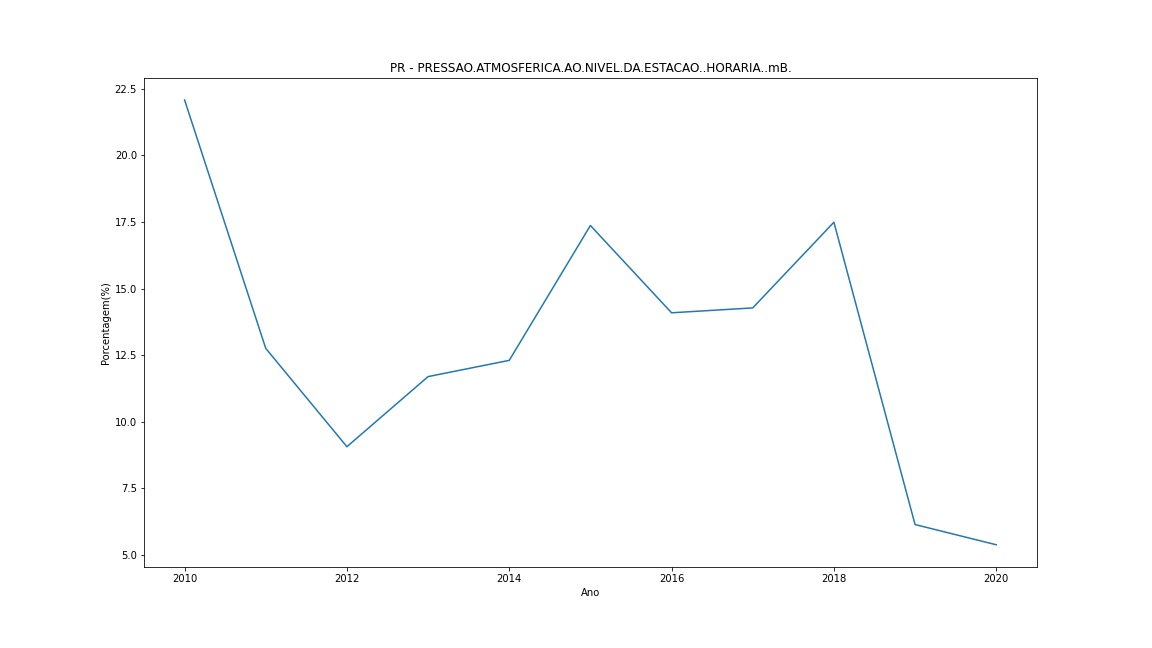 PR - PRESSAO.ATMOSFERICA.AO.NIVEL.DA.ESTACAO..HORARIA..mB.
22.5
20.0
17.5
15.0
12.5
10.0
7.5
5.0
Porcentagem(%)
2010 2012 2014 2016 2018 2020
Ano